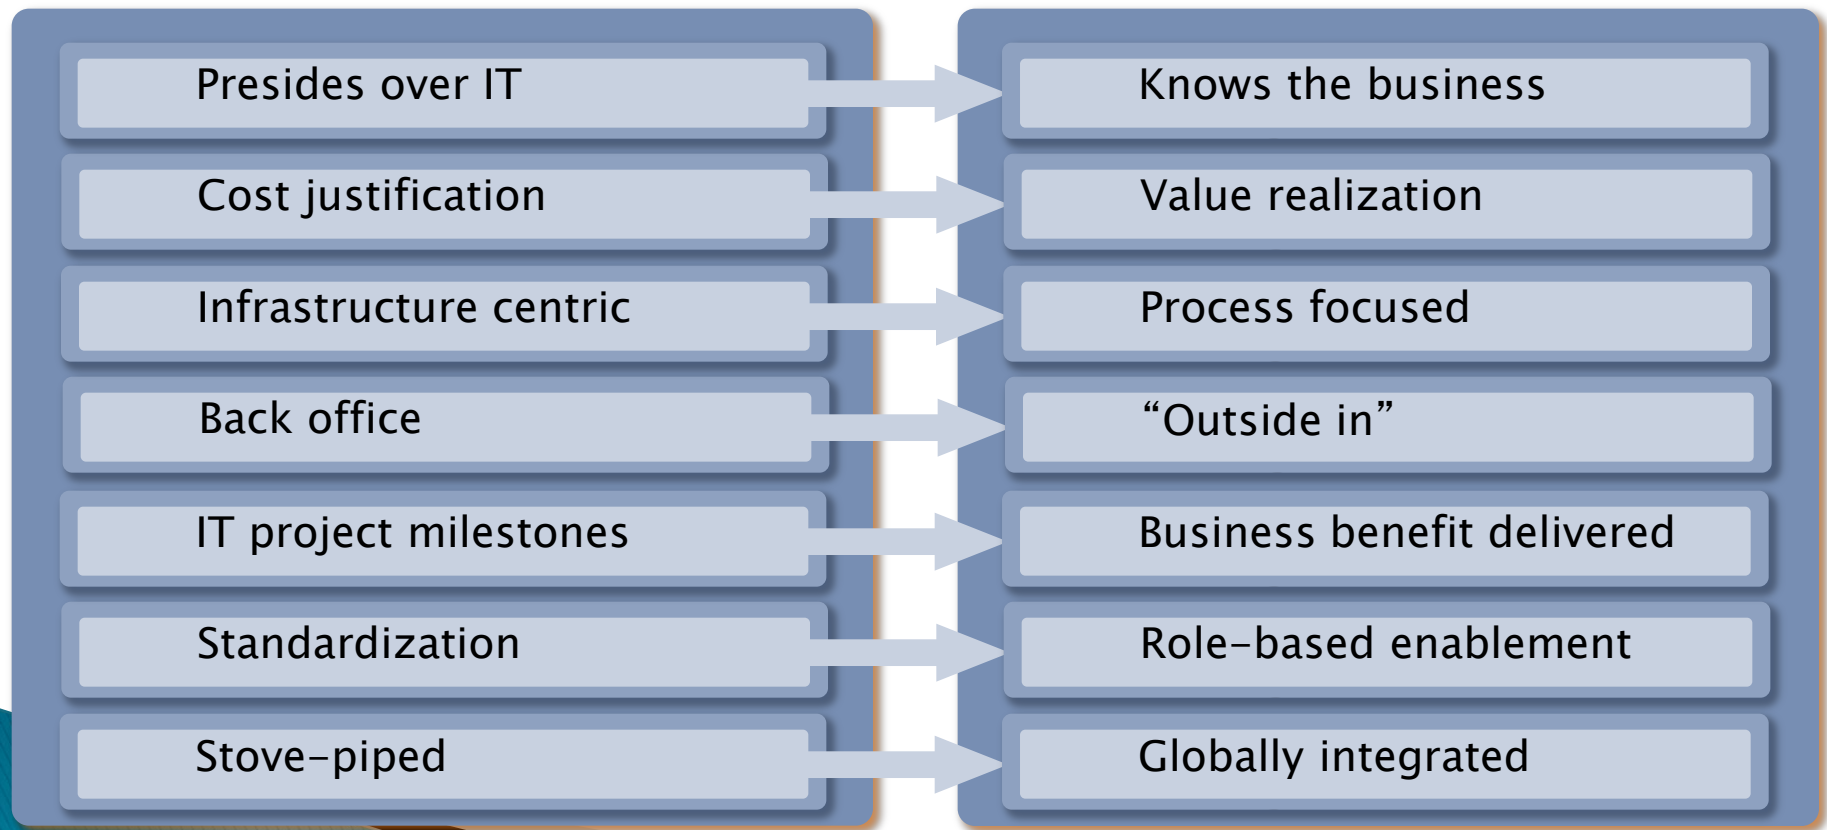 Presides over IT
Knows the business
Cost justification
Value realization
Infrastructure centric
Process focused
Back office
“Outside in”
IT project milestones
Business benefit delivered
Standardization
Role-based enablement
Stove-piped
Globally integrated